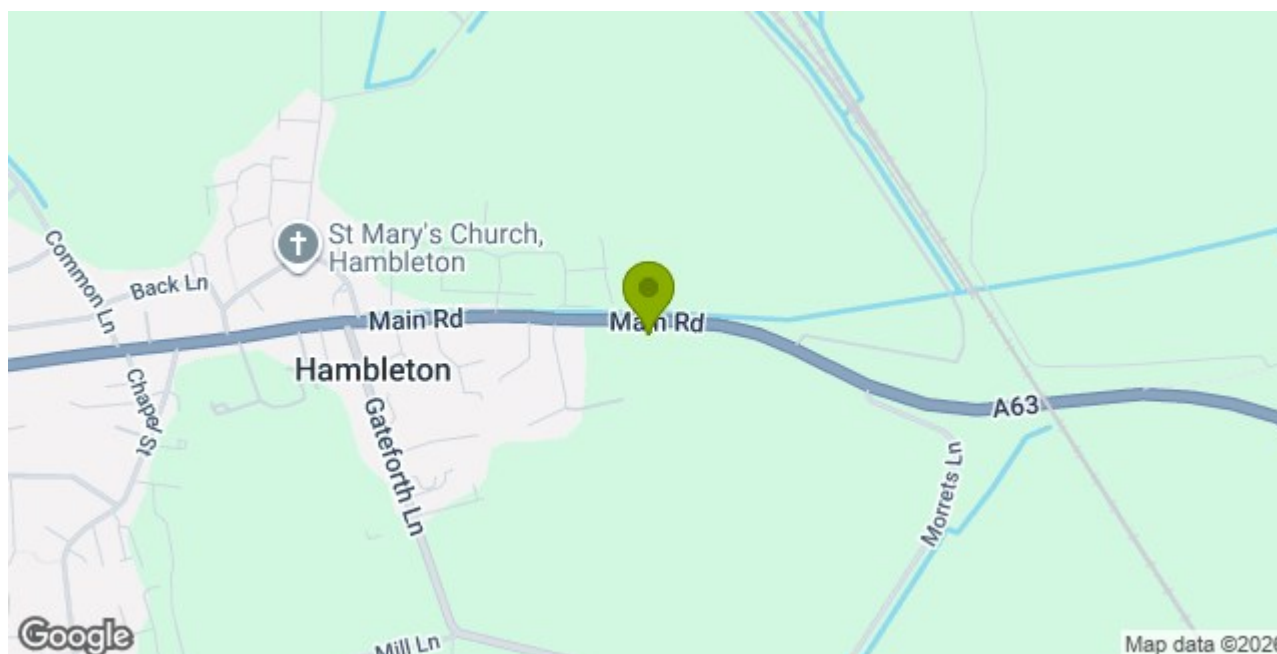 St Mary's Church,
Hambleton
Common Ln
Back Ln
Main Rd
Main Rd
Hambleton
Chapel St
Gateforth Ln
A63
Morrets Ln
Mill Ln
Google
Map data ©2026